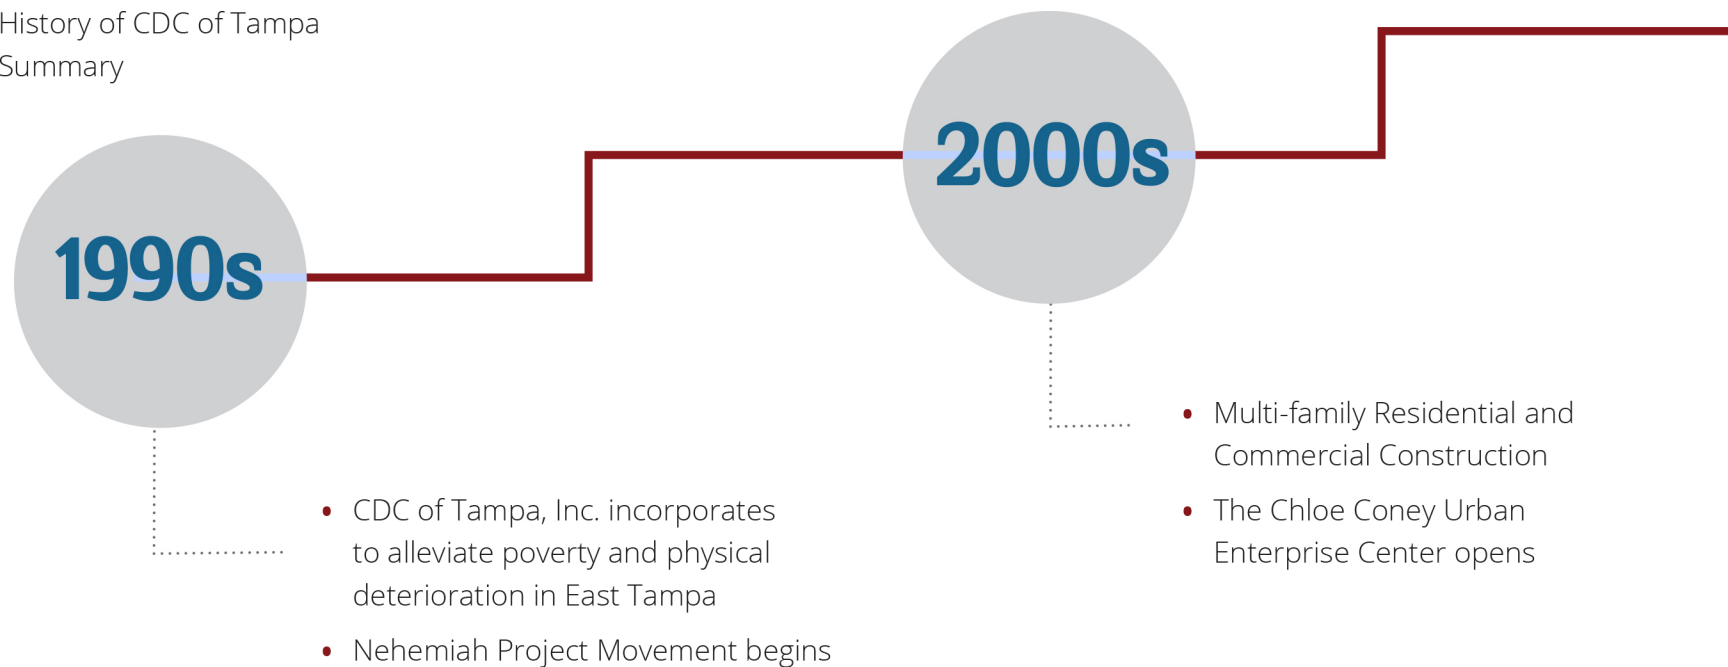 History of CDC of Tampa
Summary
1990s
• CDC of Tampa, Inc. incorporates
to alleviate poverty and physical
deterioration in East Tampa
• Nehemiah Project Movement begins
2000s
• Multi-family Residential and
Commercial Construction
• The Chloe Coney Urban
Enterprise Center opens